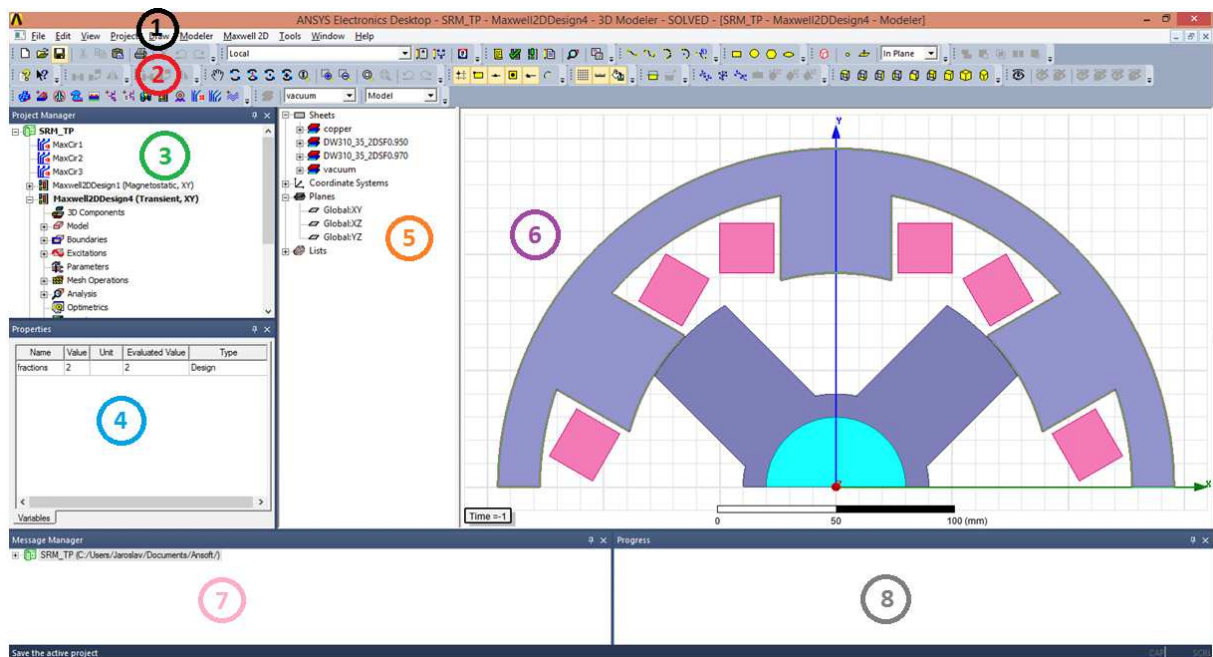 ANSYS Electronics Desktop - SRM_TP - Maxwell2DDesign4 - 3D Modeler - SOLVED - [SRM_TP - Maxwell2DDesign4 - Modeler]
1
File Edit View Project Draw Modeler Maxwell 2D Tools Window Help
Local
In Plane
2
vacuum
Model
Project Manager
SRM_TP
MaxCir1
MaxCir2
MaxCir3
Maxwell2DDesign1 (Magnetostatic, XY)
Maxwell2DDesign4 (Transient, XY)
3D Components
Model
Boundaries
Excitations
Parameters
Mesh Operations
Analysis
Optimetrics
3
Properties
Name Value Unit Evaluated Value Type
fractions 2 2 Design
4
Variables
Sheets
copper
DW310_35_2DSF0.950
DW310_35_2DSF0.970
vacuum
Coordinate Systems
Planes
Global:XY
Global:XZ
Global:YZ
Lists
5
6
Y
X
Time =-1
0 50 100 (mm)
Message Manager
SRM_TP (C:/Users/Jaroslav/Documents/Ansoft/)
7
Progress
8
Save the active project
CAP SCRL